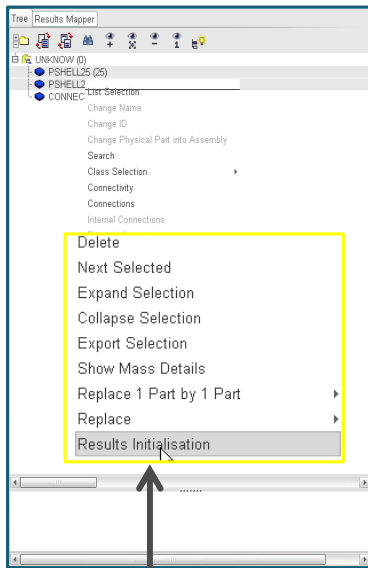 Tree Results Mapper
UNKNOW (0)
PSHELL25 (25)
PSHELL2
CONNEC
List Selection
Change Name
Change ID
Change Physical Part into Assembly
Search
Class Selection
Connectivity
Connections
Internal Connections
Delete
Next Selected
Expand Selection
Collapse Selection
Export Selection
Show Mass Details
Replace 1 Part by 1 Part
Replace
Results Initialisation